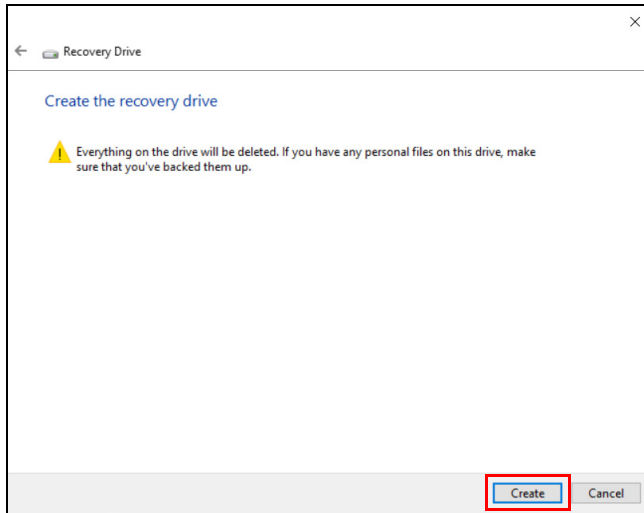 Recovery Drive
Create the recovery drive
Everything on the drive will be deleted. If you have any personal files on this drive, make
sure that you've backed them up.
Create Cancel